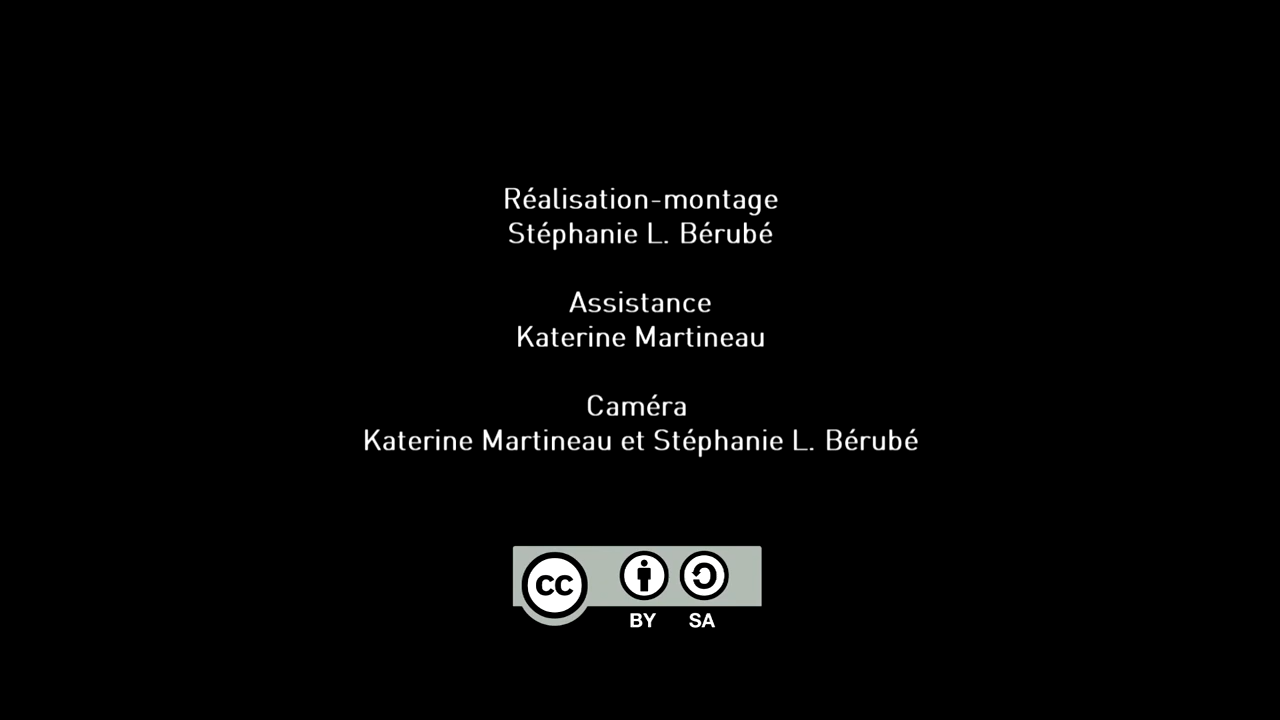 Réalisation-montage
Stéphanie L. Bérubé
Assistance
Katerine Martineau
Caméra
Katerine Martineau et Stéphanie L. Bérubé
cc
BY SA